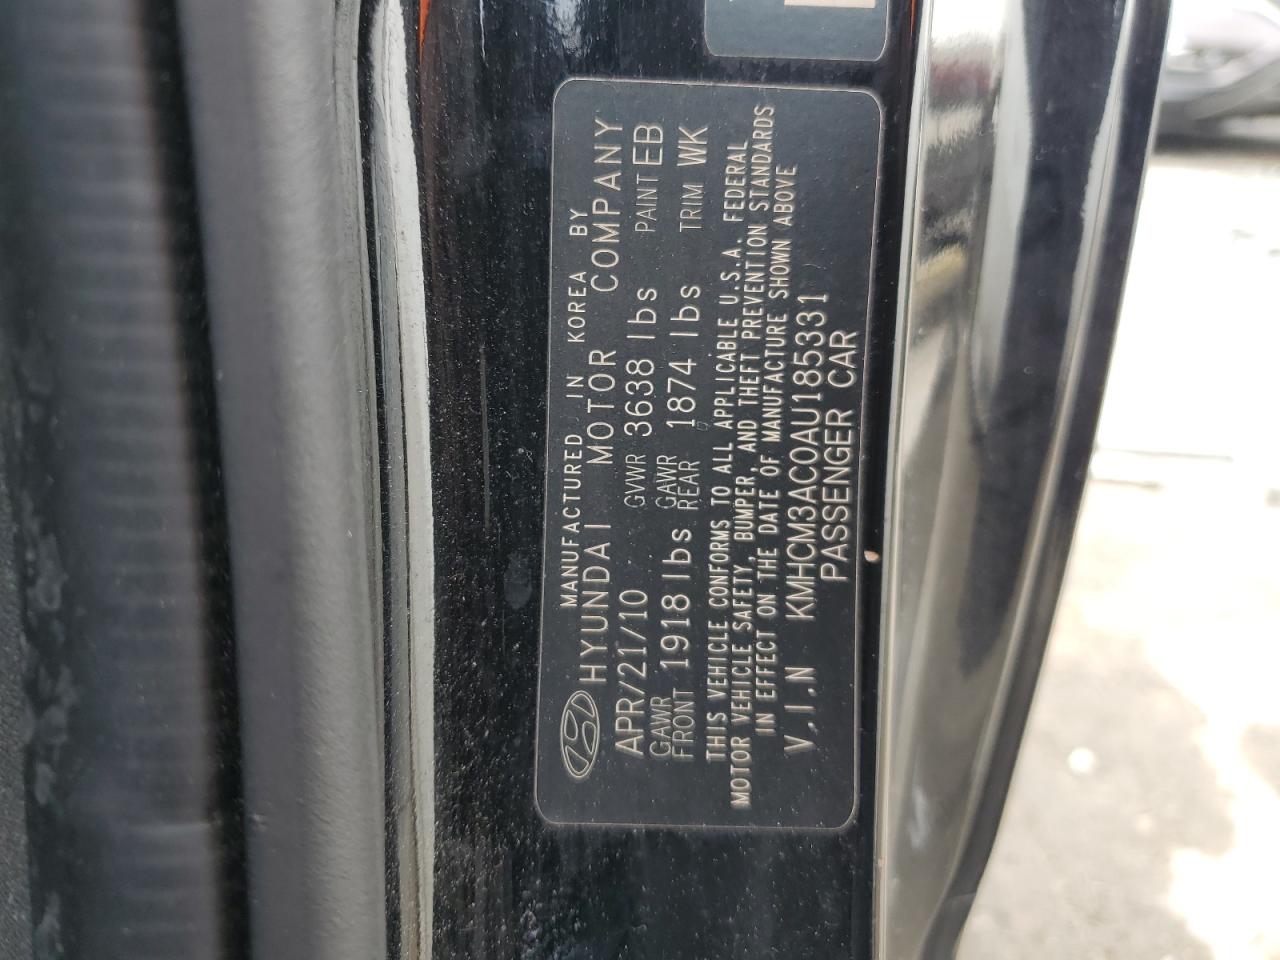 MANUFACTURED IN KOREA BY
HYUNDAI MOTOR COMPANY
APR/21/10 GVWR 3638 lbs PAINT EB
GAWR FRONT 1918 lbs GAWR REAR 1874 lbs TRIM WK
THIS VEHICLE CONFORMS TO ALL APPLICABLE U.S.A. FEDERAL
MOTOR VEHICLE SAFETY, BUMPER, AND THEFT PREVENTION STANDARDS
IN EFFECT ON THE DATE OF MANUFACTURE SHOWN ABOVE
V.I.N KMHCM3AC0AU185331
PASSENGER CAR